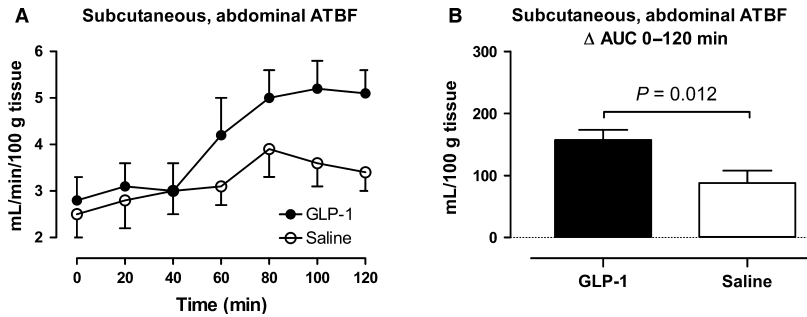 A
Subcutaneous, abdominal ATBF
6
5
4
3
2
mL/min/100 g tissue
GLP-1
Saline
0 20 40 60 80 100 120
Time (min)
B
Subcutaneous, abdominal ATBF
Δ AUC 0–120 min
300
200
100
0
mL/100 g tissue
P = 0.012
GLP-1 Saline